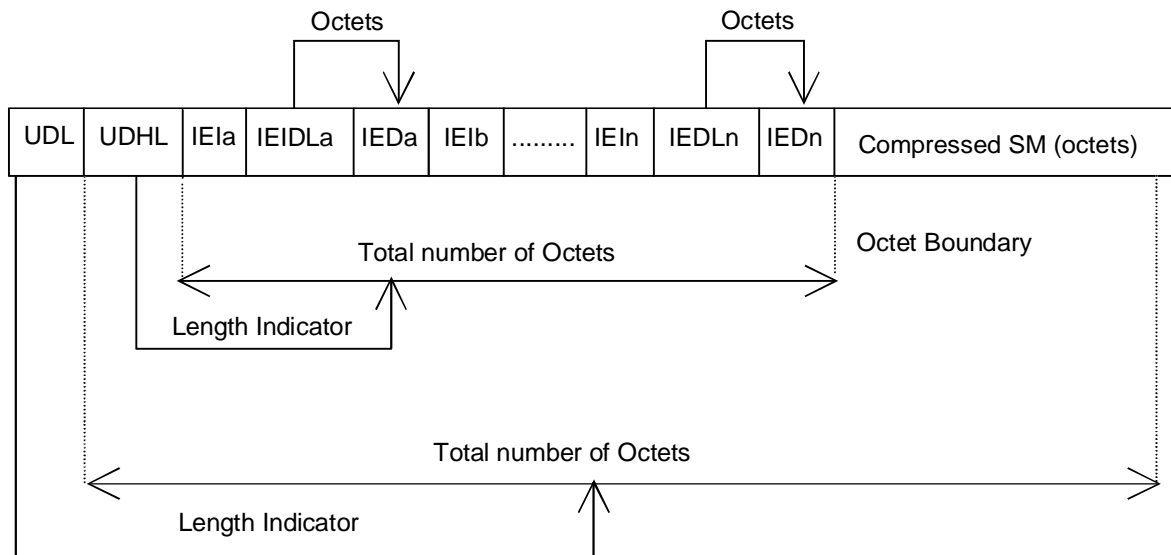 Octets Octets
UDL UDHL IEIa IEIDLa IEDa IEIb ......... IEIn IEDLn IEDn Compressed SM (octets)
Total number of Octets Octet Boundary
Length Indicator
Total number of Octets
Length Indicator